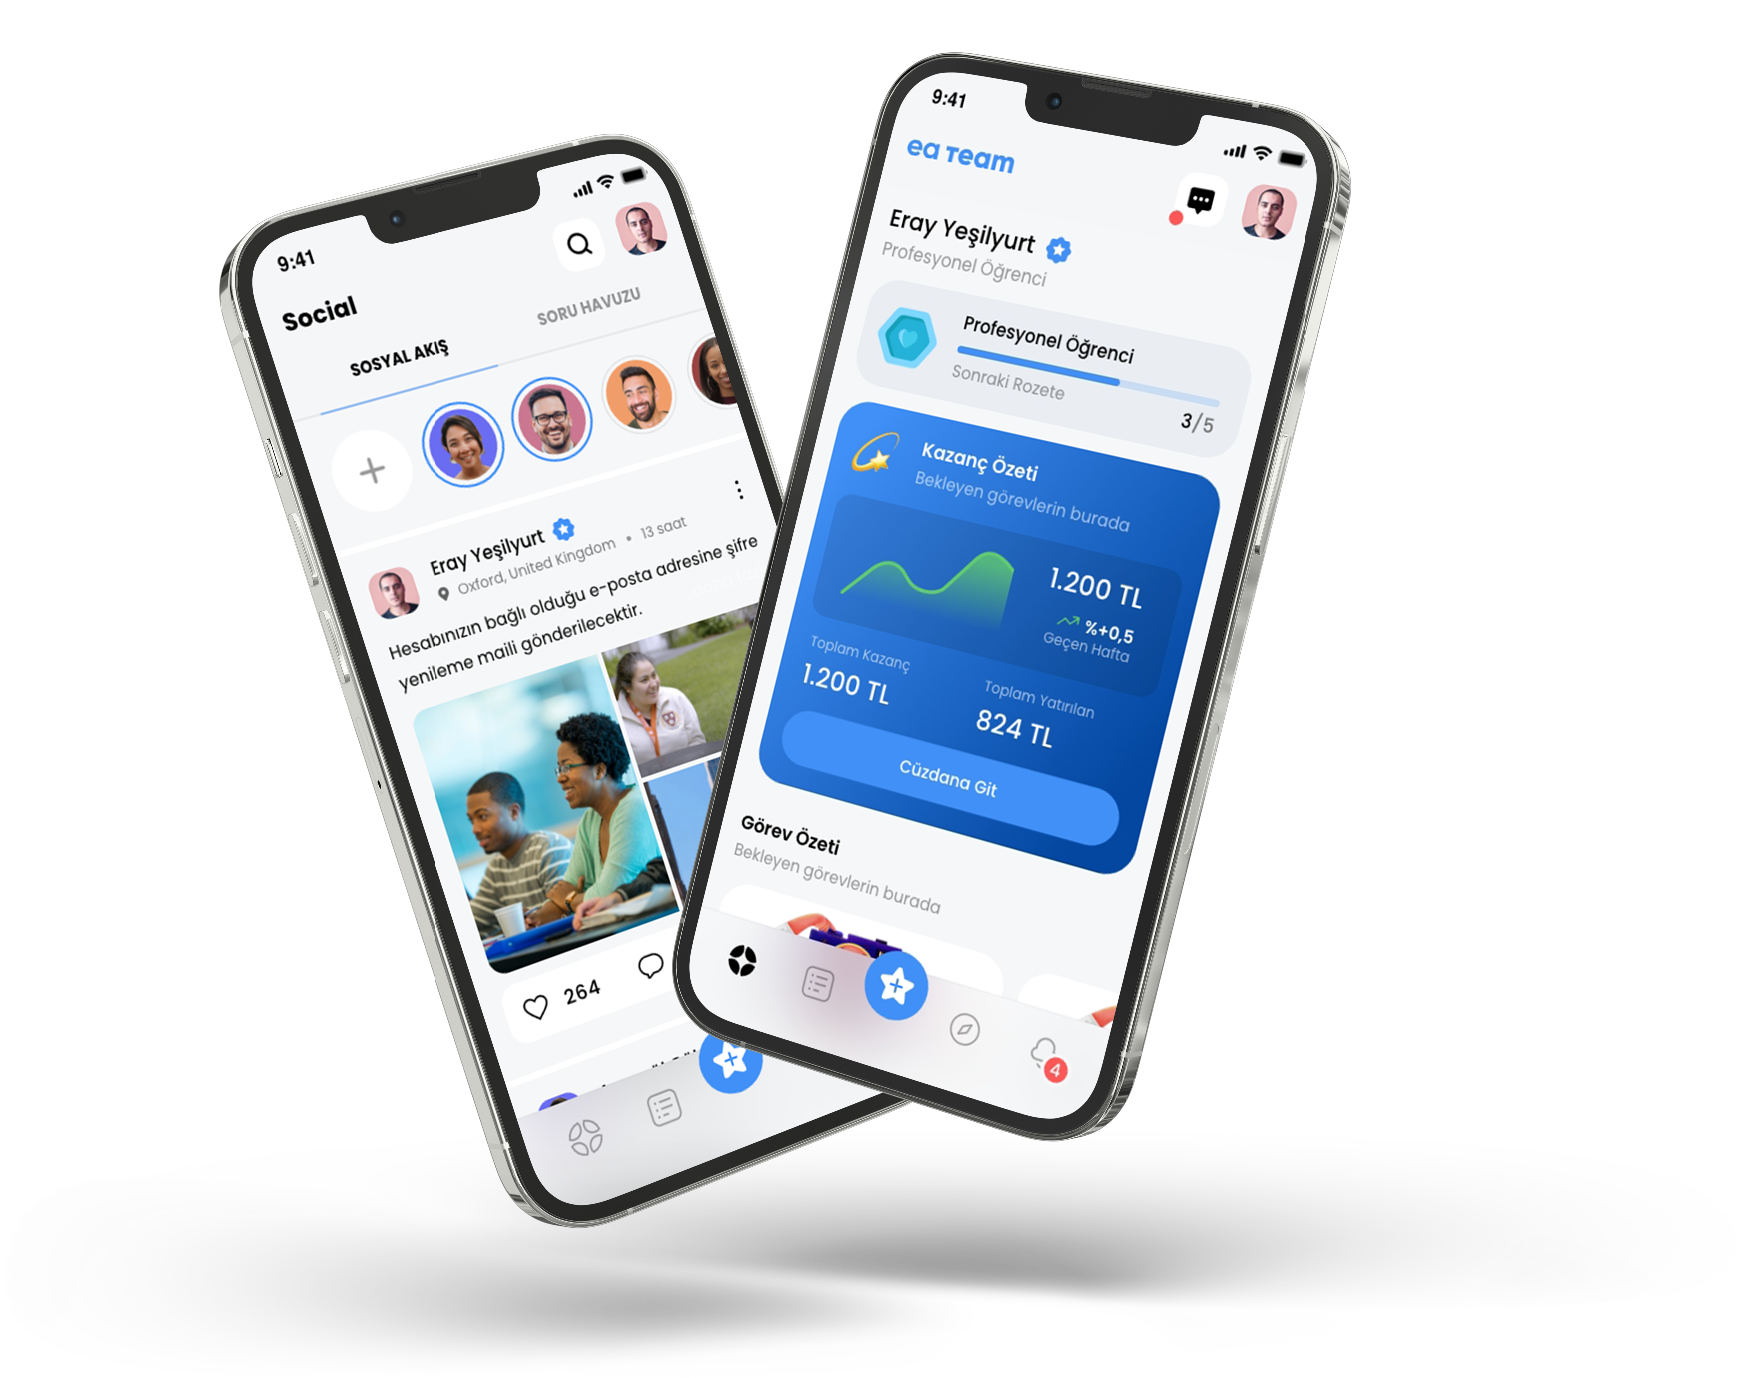 9:41
Social
SOSYAL AKIŞ
SORU HAVUZU
Eray Yeşilyurt
Oxford, United Kingdom • 13 saat
Hesabınızın bağlı olduğu e-posta adresine şifre
yenileme maili gönderilecektir.
264
9:41
ea Team
Eray Yeşilyurt
Profesyonel Öğrenci
Profesyonel Öğrenci
Sonraki Rozete
3/5
Kazanç Özeti
Bekleyen görevlerin burada
1.200 TL
%+0,5
Geçen Hafta
Toplam Kazanç
1.200 TL
Toplam Yatırılan
824 TL
Cüzdana Git
Görev Özeti
Bekleyen görevlerin burada
4